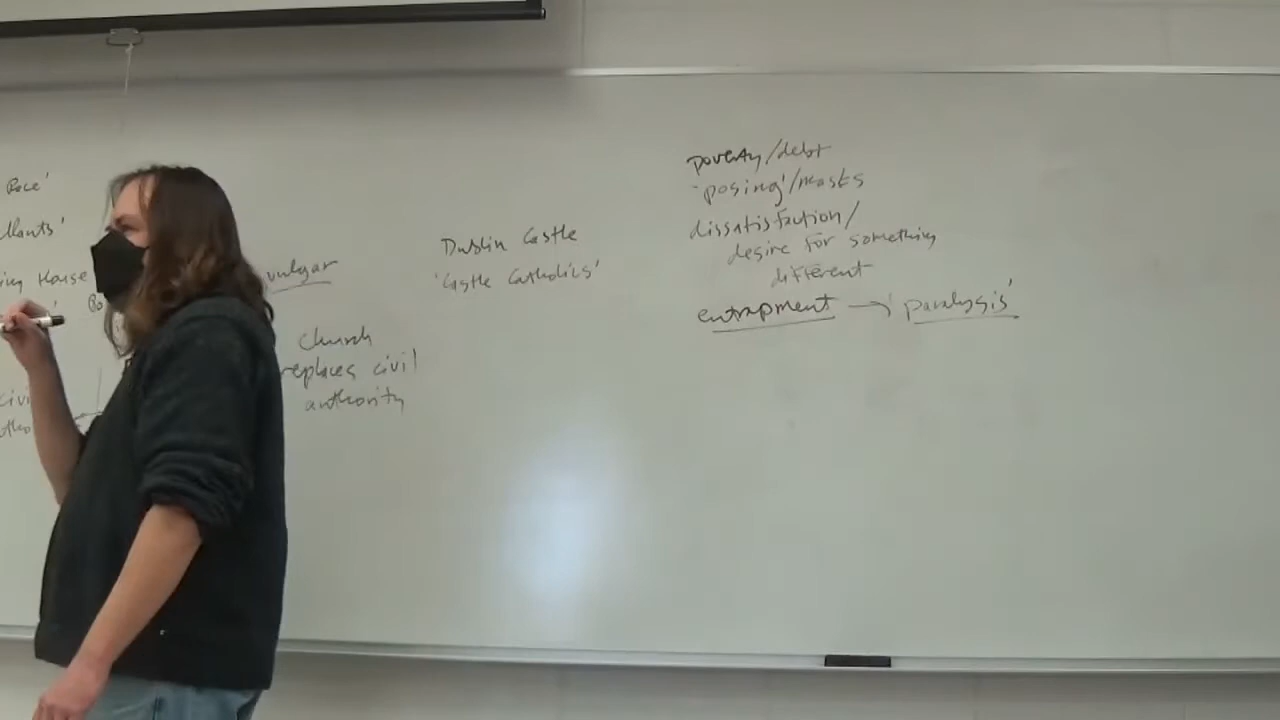 Race'
llants'
ing House
vulgar
Church
replaces civil
authority
Dublin Castle
'Castle Catholics'
poverty/debt
'posing'/masks
dissatisfaction/
desire for something
different
entrapment → 'paralysis'